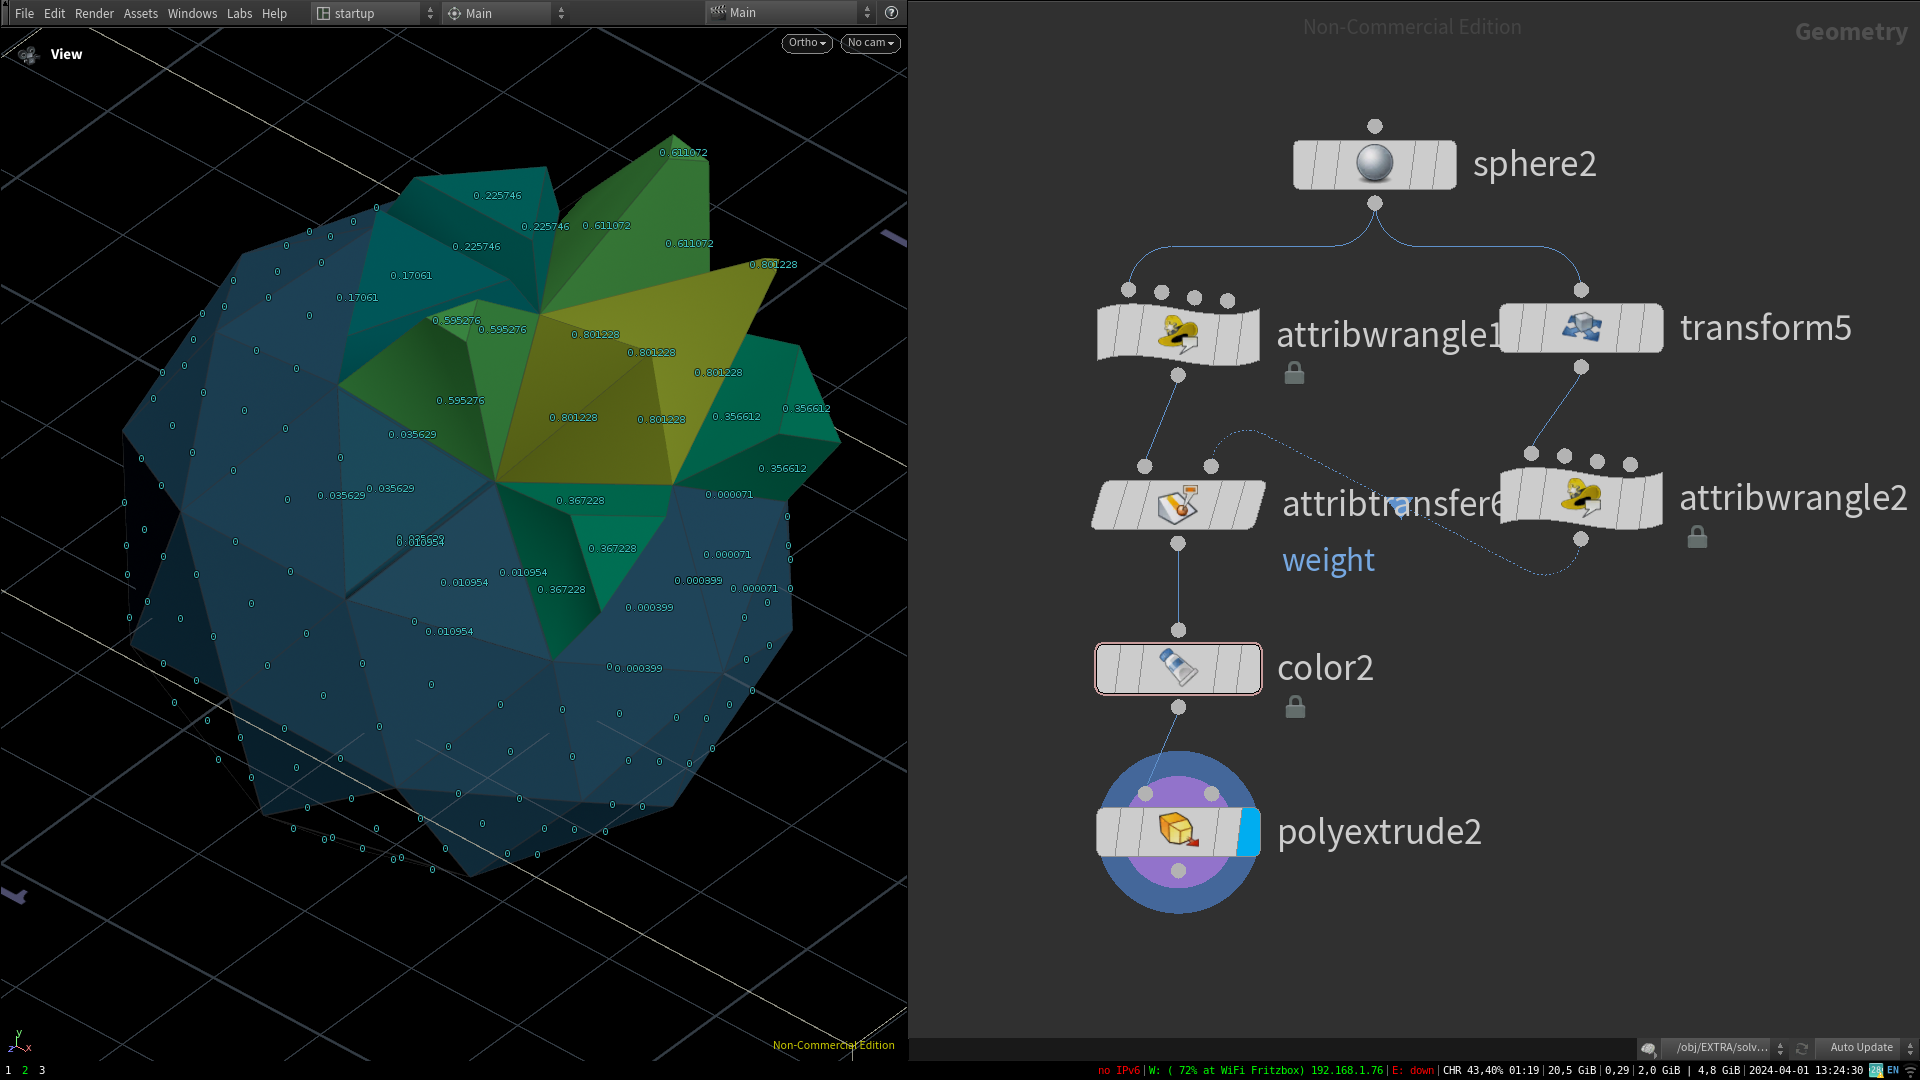 File Edit Render Assets Windows Labs Help startup Main Main
View Ortho No cam
0.611072
0.225746
0.225746 0.611072
0.225746 0.611072
0.801228
0.17061
0.17061
0.595276 0.595276 0.801228
0.801228
0.801228
0.595276 0.356612
0.801228 0.801228 0.356612
0.035629
0.356612
0.035629 0.035629 0.367228 0.000071
0.010954 0.367228 0.000071
0.010954 0.010954 0.367228 0.000399 0.000071
0.000399
0.010954
0.000399
Non-Commercial Edition
Non-Commercial Edition
Geometry
sphere2
attribwrangle1
transform5
attribtransfer6
weight
attribwrangle2
color2
polyextrude2
y
z x
/obj/EXTRA/solv... Auto Update
1 2 3
no IPv6|W: ( 72% at WiFi Fritzbox) 192.168.1.76|E: down|CHR 43,40% 01:19|20,5 GiB|0,29|2,0 GiB | 4,8 GiB|2024-04-01 13:24:30 EN